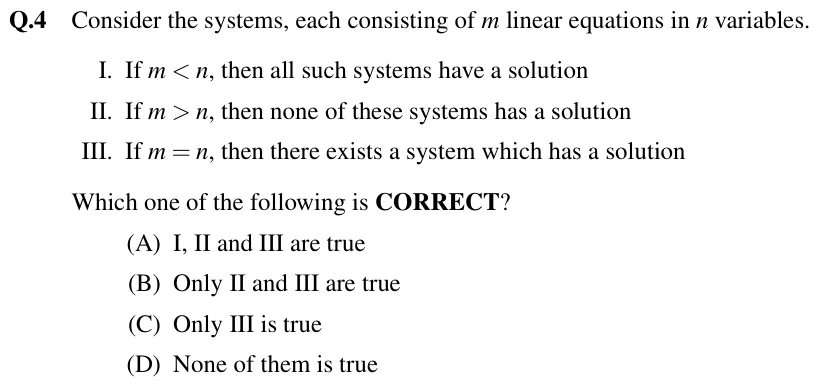 Q.4 Consider the systems, each consisting of m linear equations in n variables.
I. If m < n, then all such systems have a solution
II. If m > n, then none of these systems has a solution
III. If m = n, then there exists a system which has a solution
Which one of the following is CORRECT?
(A) I, II and III are true
(B) Only II and III are true
(C) Only III is true
(D) None of them is true